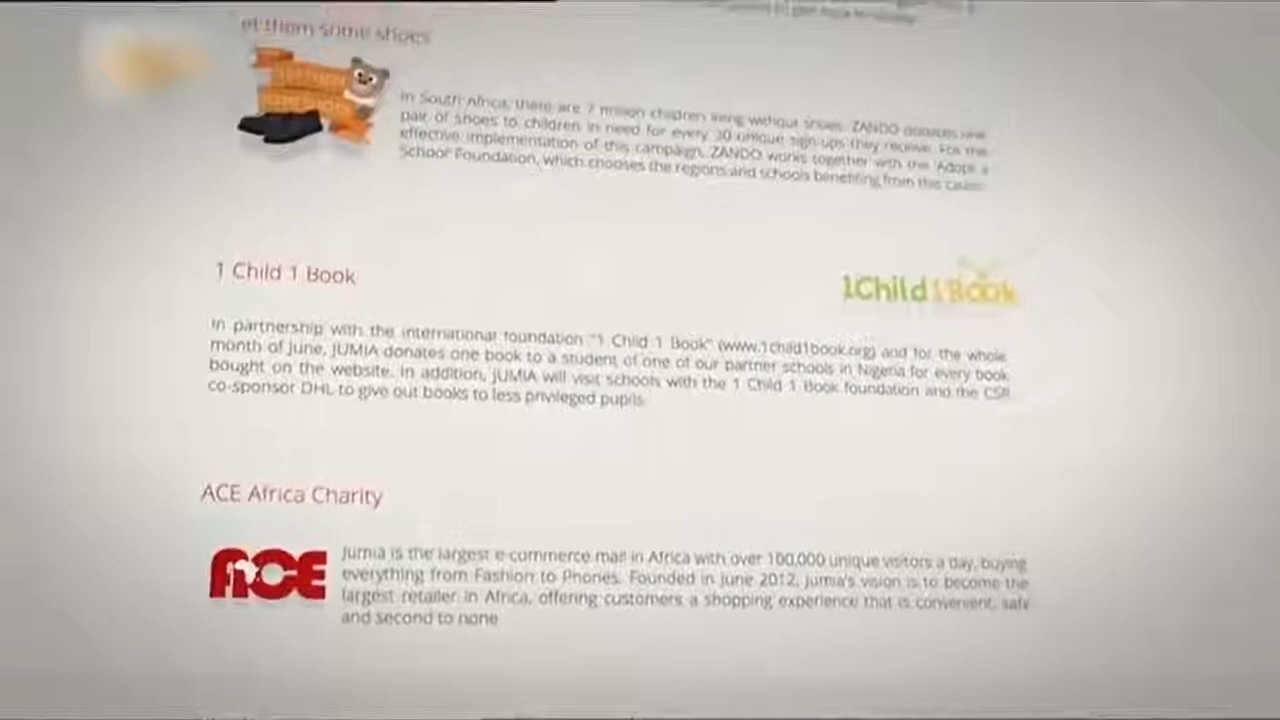 et them some shoes
In South Africa, there are 7 million children living without shoes. ZANDO donates one
pair of shoes to children in need for every 30 unique sign-ups they receive. For the
effective implementation of this campaign, ZANDO works together with the 'Adopt a
School' Foundation, which chooses the regions and schools benefiting from this cause.
1 Child 1 Book
1Child1Book
In partnership with the international foundation "1 Child 1 Book" (www.1child1book.org) and for the whole
month of June, JUMIA donates one book to a student of one of our partner schools in Nigeria for every book
bought on the website. In addition, JUMIA will visit schools with the 1 Child 1 Book foundation and the CSR
co-sponsor DHL to give out books to less privileged pupils.
ACE Africa Charity
ACE
Jumia is the largest e-commerce mall in Africa with over 100,000 unique visitors a day, buying
everything from Fashion to Phones. Founded in June 2012, Jumia's vision is to become the
largest retailer in Africa, offering customers a shopping experience that is convenient, safe
and second to none